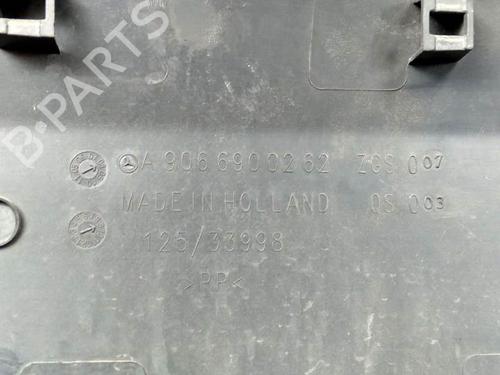 B-PARTS
A 906 690 02 62 ZGS 007
MADE IN HOLLAND QS 003
125/33998
>PP<